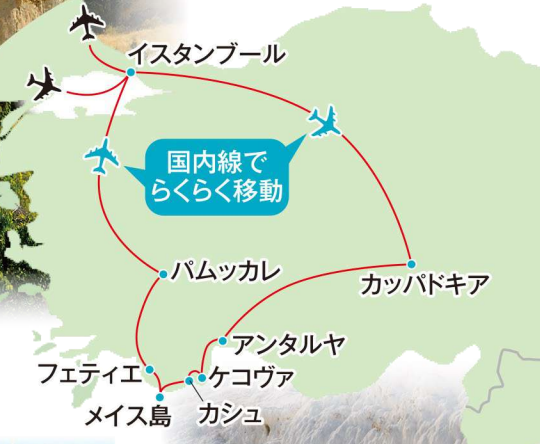 イスタンブール
国内線で
らくらく移動
パムッカレ
カッパドキア
アンタルヤ
フェティエ
ケコヴァ
メイス島
カシュ